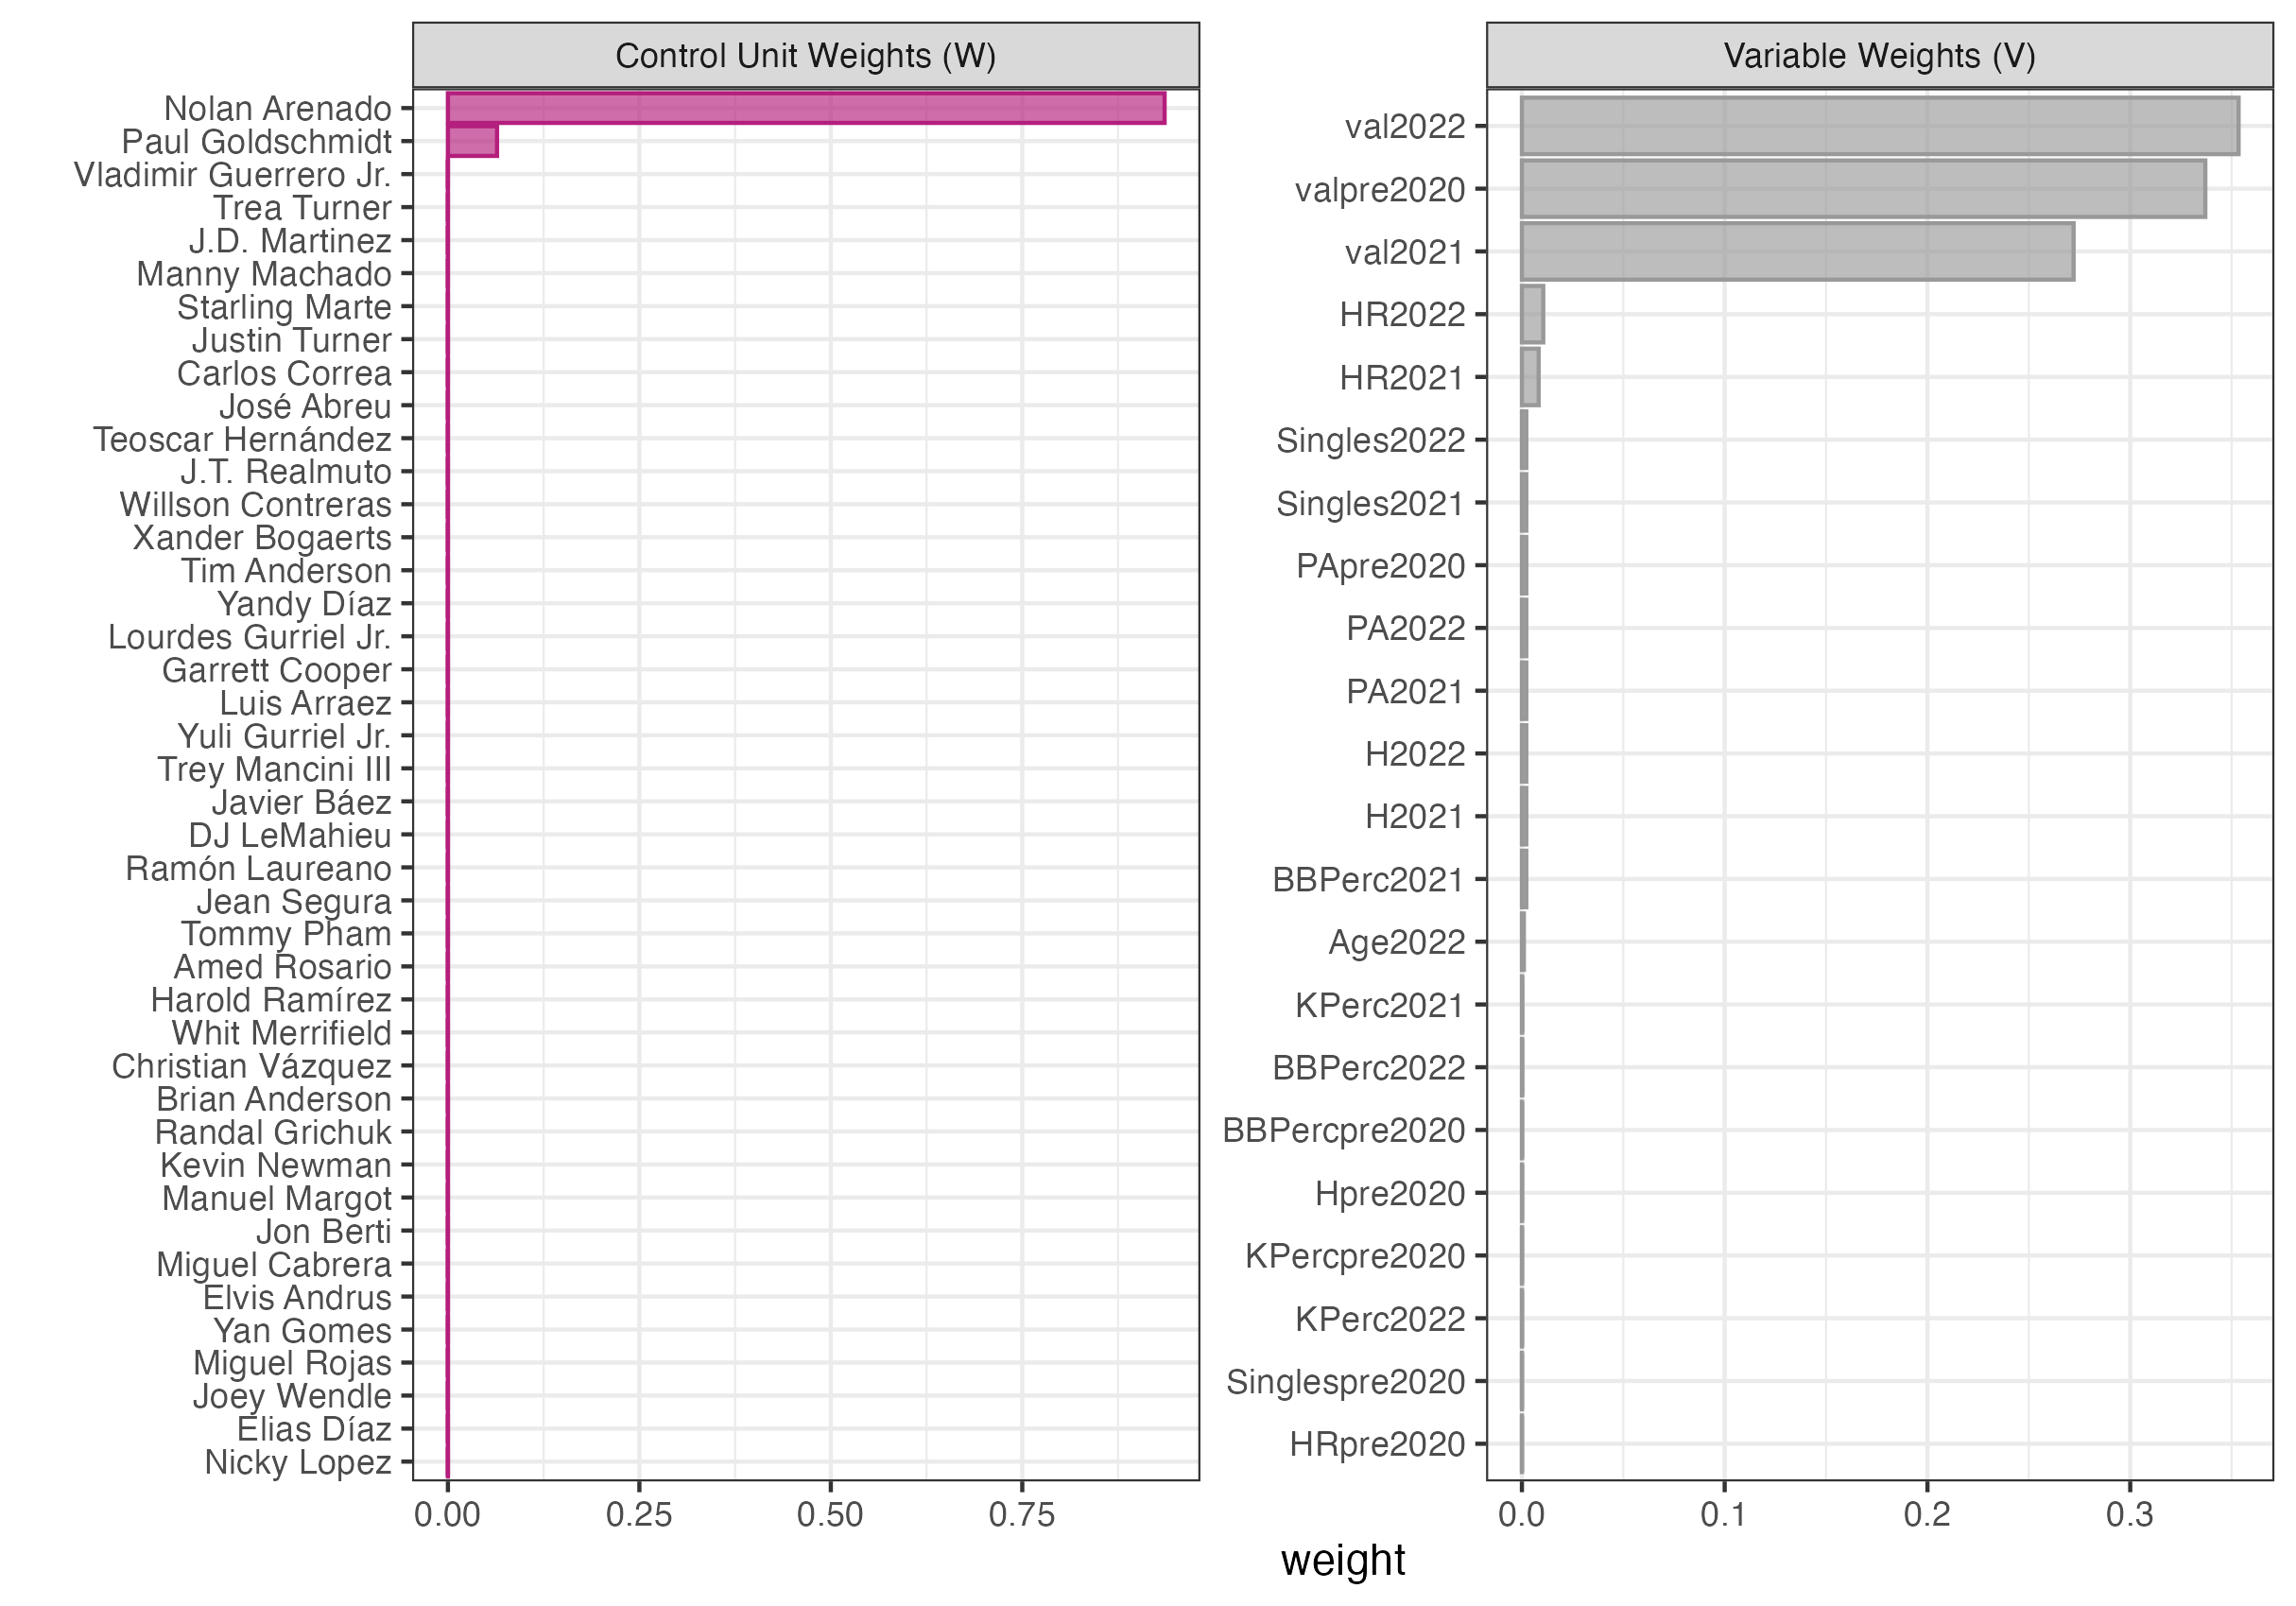 Control Unit Weights (W)
Nolan Arenado
Paul Goldschmidt
Vladimir Guerrero Jr.
Trea Turner
J.D. Martinez
Manny Machado
Starling Marte
Justin Turner
Carlos Correa
José Abreu
Teoscar Hernández
J.T. Realmuto
Willson Contreras
Xander Bogaerts
Tim Anderson
Yandy Díaz
Lourdes Gurriel Jr.
Garrett Cooper
Luis Arraez
Yuli Gurriel Jr.
Trey Mancini III
Javier Báez
DJ LeMahieu
Ramón Laureano
Jean Segura
Tommy Pham
Amed Rosario
Harold Ramírez
Whit Merrifield
Christian Vázquez
Brian Anderson
Randal Grichuk
Kevin Newman
Manuel Margot
Jon Berti
Miguel Cabrera
Elvis Andrus
Yan Gomes
Miguel Rojas
Joey Wendle
Elias Díaz
Nicky Lopez
0.00 0.25 0.50 0.75
Variable Weights (V)
val2022
valpre2020
val2021
HR2022
HR2021
Singles2022
Singles2021
PApre2020
PA2022
PA2021
H2022
H2021
BBPerc2021
Age2022
KPerc2021
BBPerc2022
BBPercpre2020
Hpre2020
KPercpre2020
KPerc2022
Singlespre2020
HRpre2020
0.0 0.1 0.2 0.3
weight